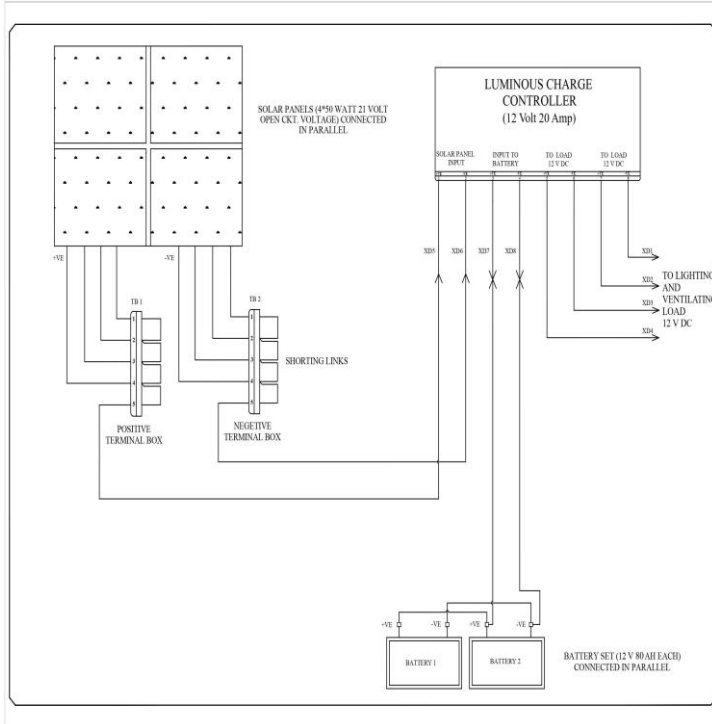 SOLAR PANELS (4*50 WATT 21 VOLT
OPEN CKT. VOLTAGE) CONNECTED
IN PARALLEL
LUMINOUS CHARGE
CONTROLLER
(12 Volt 20 Amp)
SOLAR PANEL
INPUT
INPUT TO
BATTERY
TO LOAD
12 V DC
TO LOAD
12 V DC
+VE
-VE
XD5
XD6
XD7
XD8
XD1
XD2
XD3
XD4
TO LIGHTING
AND
VENTILATING
LOAD
12 V DC
TB 1
1
2
3
4
5
TB 2
1
2
3
4
5
SHORTING LINKS
POSITIVE
TERMINAL BOX
NEGETIVE
TERMINAL BOX
+VE
-VE
+VE
-VE
BATTERY 1
BATTERY 2
BATTERY SET (12 V 80 AH EACH)
CONNECTED IN PARALLEL